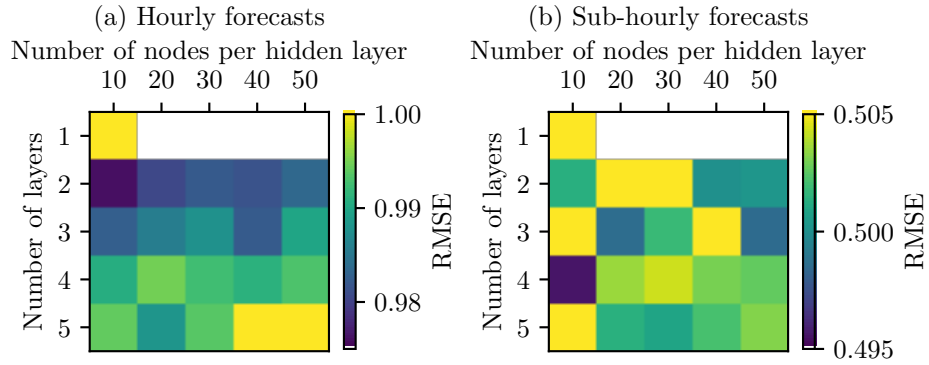 (a) Hourly forecasts
Number of nodes per hidden layer
10 20 30 40 50
Number of layers
1
2
3
4
5
1.00
0.99
0.98
RMSE
(b) Sub-hourly forecasts
Number of nodes per hidden layer
10 20 30 40 50
Number of layers
1
2
3
4
5
0.505
0.500
0.495
RMSE